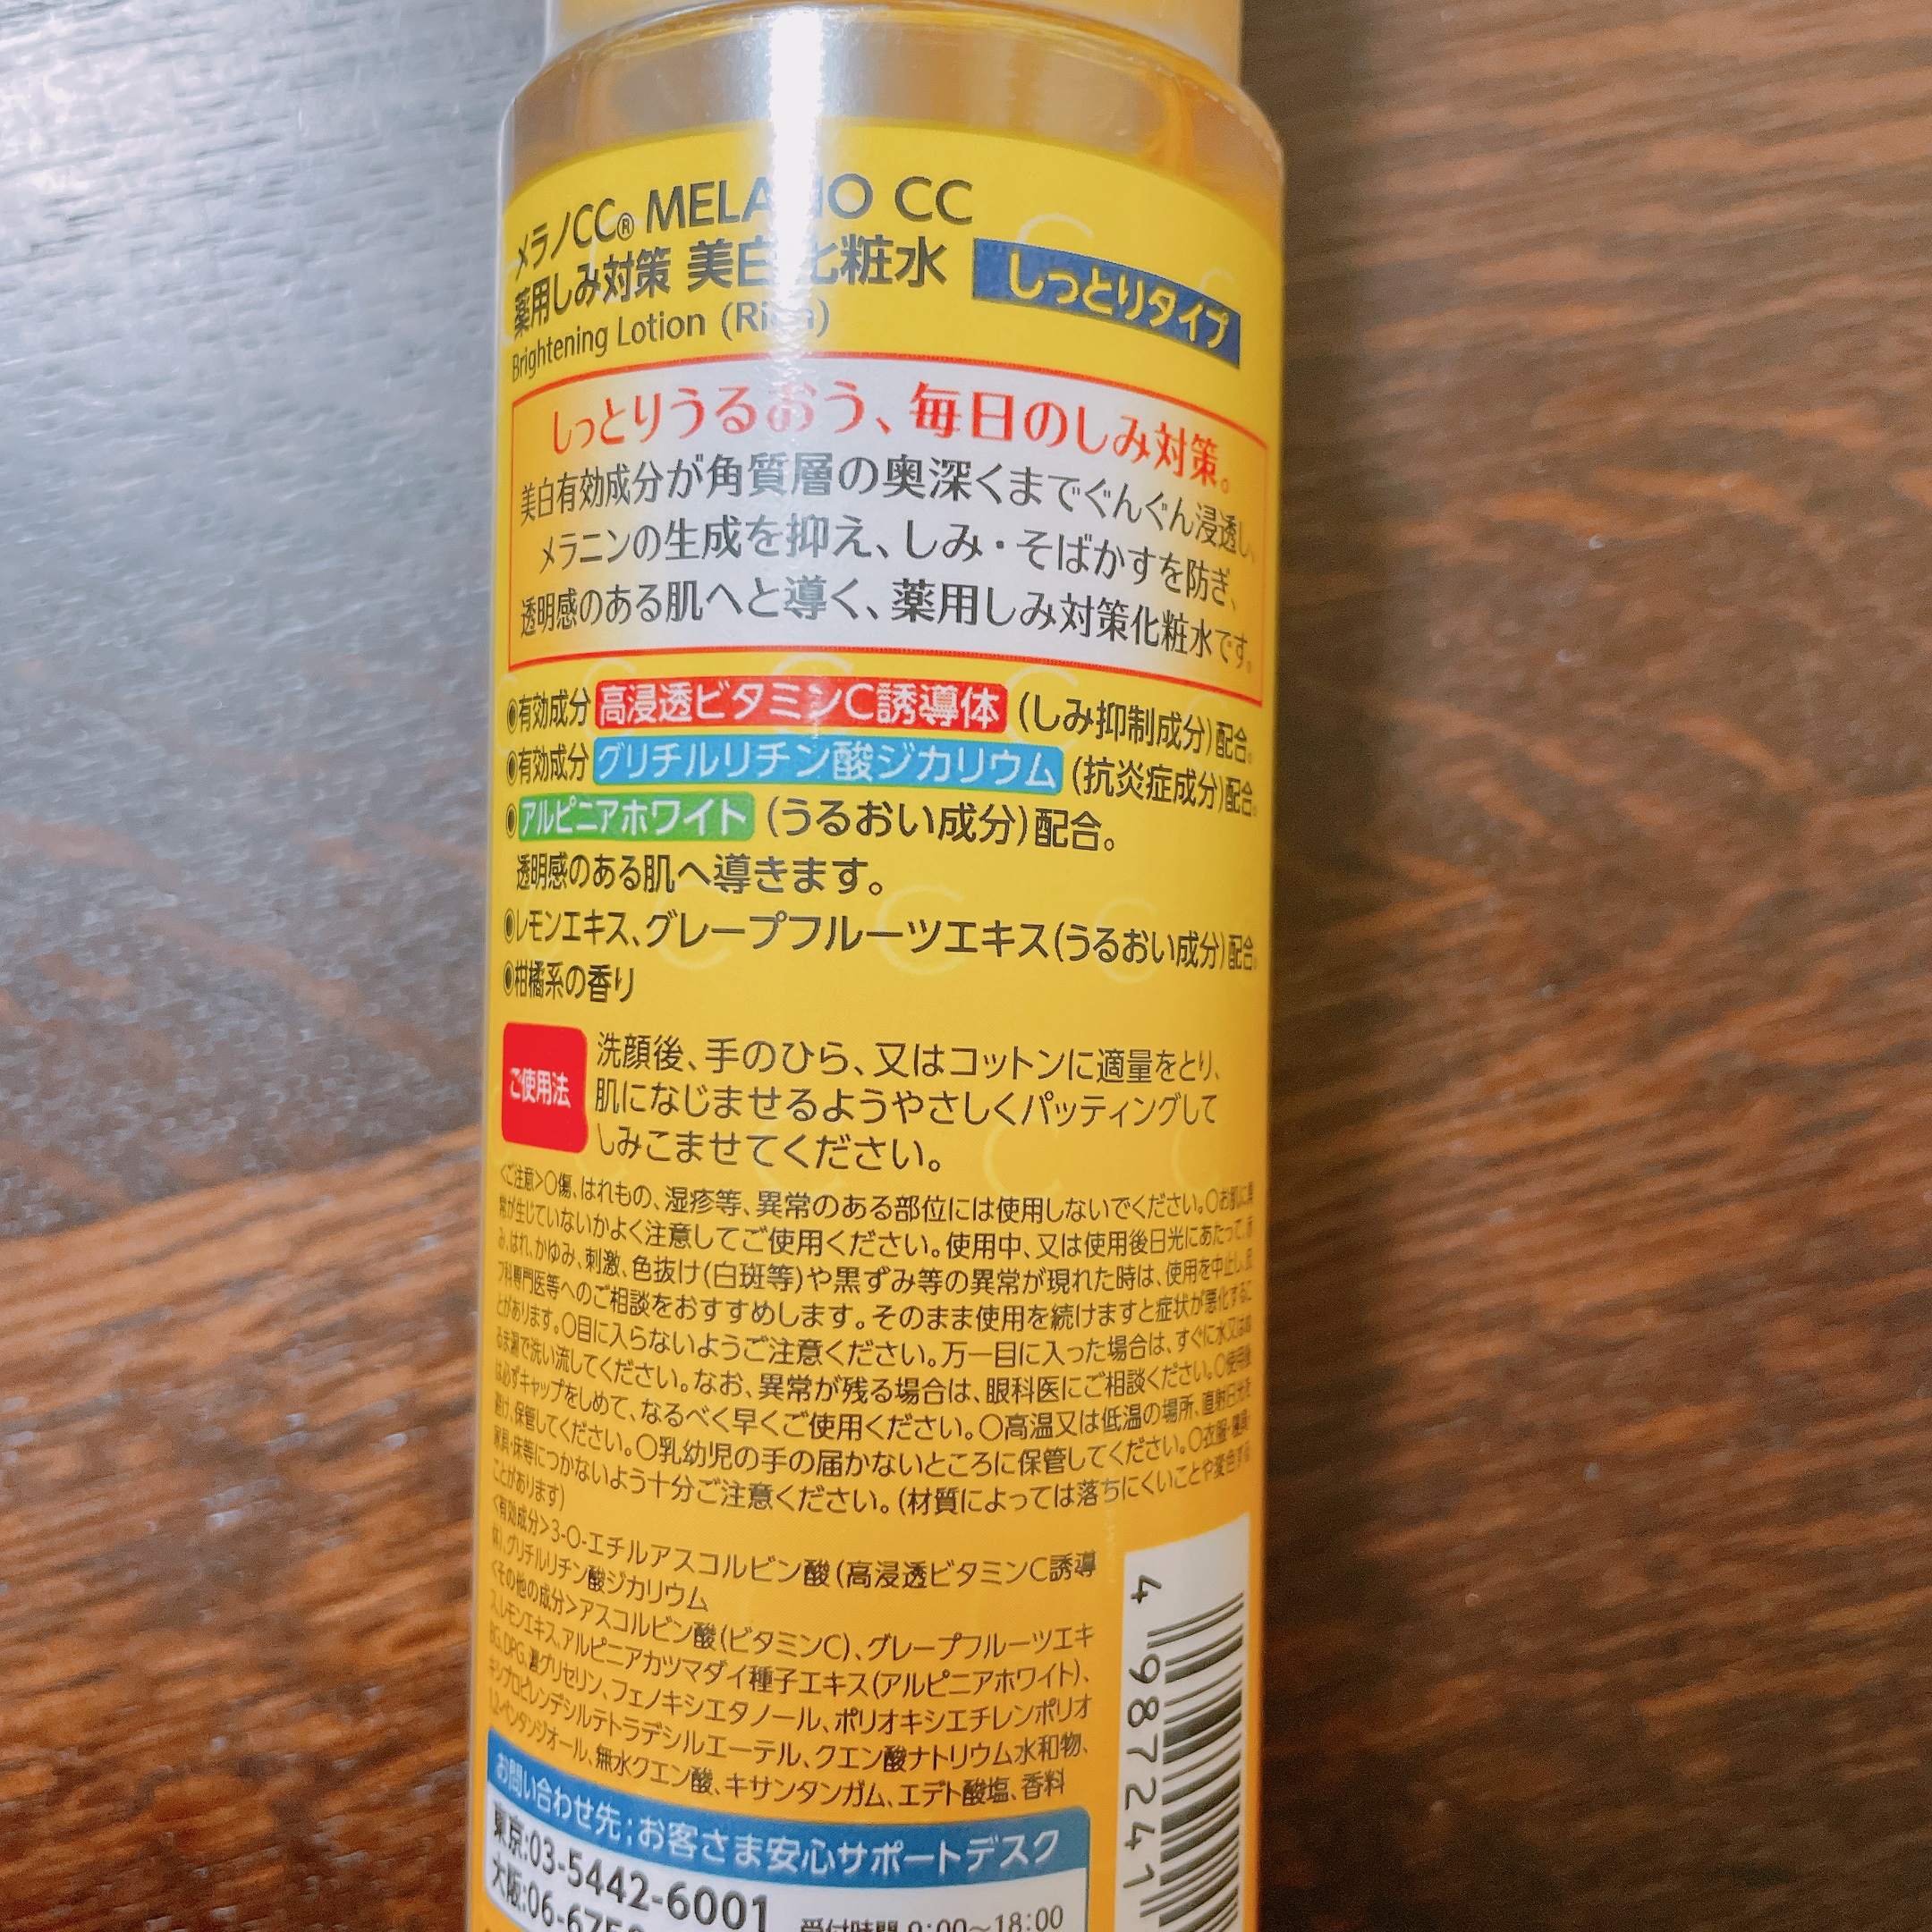 メラノCC® MELANO CC
薬用しみ対策 美白化粧水 しっとりタイプ
Brightening Lotion (Rich)
しっとりうるおう、毎日のしみ対策。
美白有効成分が角質層の奥深くまでぐんぐん浸透し、
メラニンの生成を抑え、しみ・そばかすを防ぎ、
透明感のある肌へと導く、薬用しみ対策化粧水です。
●有効成分 高浸透ビタミンC誘導体 (しみ抑制成分)配合。
●有効成分 グリチルリチン酸ジカリウム (抗炎症成分)配合。
●アルピニアホワイト (うるおい成分)配合。
透明感のある肌へ導きます。
●レモンエキス、グレープフルーツエキス(うるおい成分)配合。
●柑橘系の香り
ご使用法
洗顔後、手のひら、又はコットンに適量をとり、
肌になじませるようやさしくパッティングして
しみこませてください。
<ご注意>○傷、はれもの、湿疹等、異常のある部位には使用しないでください。○お肌に異
常が生じていないかよく注意してご使用ください。使用中、又は使用後日光にあたって、赤
み、はれ、かゆみ、刺激、色抜け(白斑等)や黒ずみ等の異常が現れた時は、使用を中止し、皮
フ科専門医等へのご相談をおすすめします。そのまま使用を続けますと症状が悪化するこ
とがあります。○目に入らないようご注意ください。万一目に入った場合は、すぐに水又はぬ
るま湯で洗い流してください。なお、異常が残る場合は、眼科医にご相談ください。○使用後
は必ずキャップをしめて、なるべく早くご使用ください。○高温又は低温の場所、直射日光を
避け、保管してください。○乳幼児の手の届かないところに保管してください。○衣服・寝具・
家具・床等につかないよう十分ご注意ください。(材質によっては落ちにくいことや変色する
ことがあります)
<有効成分>3-O-エチルアスコルビン酸(高浸透ビタミンC誘導
体)、グリチルリチン酸ジカリウム
<その他の成分>アスコルビン酸(ビタミンC)、グレープフルーツエキ
ス、レモンエキス、アルピニアカツマダイ種子エキス(アルピニアホワイト)、
BG、DPG、濃グリセリン、フェノキシエタノール、ポリオキシエチレンポリオ
キシプロピレンデシルテトラデシルエーテル、クエン酸ナトリウム水和物、
1,2-ペンタンジオール、無水クエン酸、キサンタンガム、エデト酸塩、香料
お問い合わせ先:お客さま安心サポートデスク
東京:03-5442-6001
大阪:06-675
受付時間 9:00~18:00
4 987241